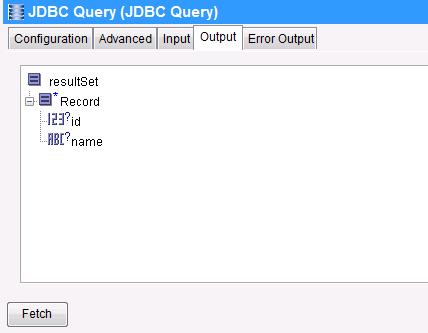 JDBC Query (JDBC Query)
Configuration Advanced Input Output Error Output
resultSet
*Record
123?id
ABC?name
Fetch